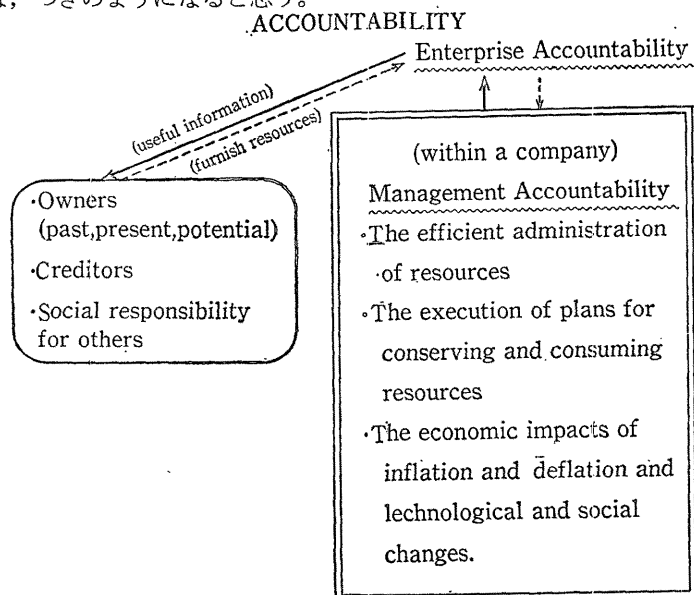 つぎのようになると思う。
ACCOUNTABILITY
Enterprise Accountability
(useful information)
(furnish resources)
·Owners
(past,present,potential)
·Creditors
·Social responsibility
for others
(within a company)
Management Accountability
·The efficient administration
·of resources
·The execution of plans for
conserving and consuming
resources
·The economic impacts of
inflation and deflation and
lechnological and social
changes.